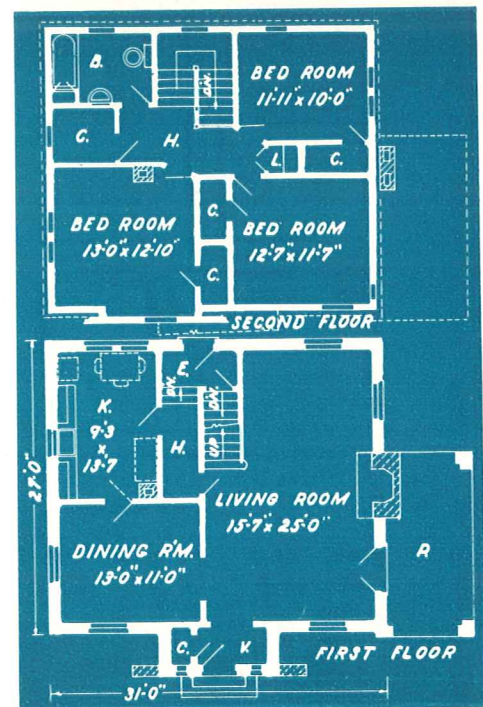 B.
DN.
BED ROOM
11'-11" x 10'-0"
C.
H.
L.
C.
BED ROOM
13'-0" x 12'-10"
C.
BED ROOM
12'-7" x 11'-7"
C.
SECOND FLOOR
E.
DN.
DN.
K.
9'-3
x
13'-7
H.
UP
27'-0"
LIVING ROOM
15'-7" x 25'-0"
DINING R'M.
13'-0" x 11'-0"
P.
C.
V.
FIRST FLOOR
31'-0"